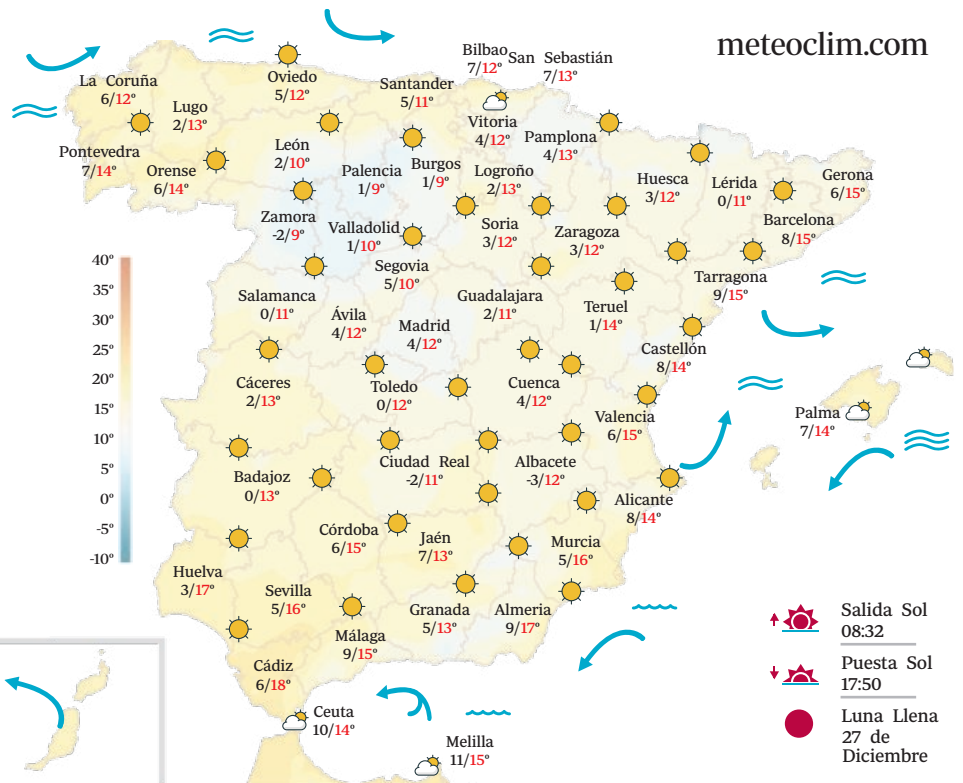 meteoclim.com
Bilbao
7/12°
San Sebastián
7/13°
La Coruña
6/12°
Oviedo
5/12°
Santander
5/11°
Lugo
2/13°
Vitoria
4/12°
Pamplona
4/13°
Pontevedra
7/14°
Orense
6/14°
León
2/10°
Palencia
1/9°
Burgos
1/9°
Logroño
2/13°
Huesca
3/12°
Lérida
0/11°
Gerona
6/15°
Zamora
-2/9°
Valladolid
1/10°
Soria
3/12°
Zaragoza
3/12°
Barcelona
8/15°
Segovia
5/10°
Tarragona
9/15°
Salamanca
0/11°
Ávila
4/12°
Madrid
4/12°
Guadalajara
2/11°
Teruel
1/14°
Castellón
8/14°
Cáceres
2/13°
Toledo
0/12°
Cuenca
4/12°
Valencia
6/15°
Palma
7/14°
Badajoz
0/13°
Ciudad Real
-2/11°
Albacete
-3/12°
Alicante
8/14°
Córdoba
6/15°
Jaén
7/13°
Murcia
5/16°
Huelva
3/17°
Sevilla
5/16°
Granada
5/13°
Almeria
9/17°
Málaga
9/15°
Cádiz
6/18°
Ceuta
10/14°
Melilla
11/15°
40°
35°
30°
25°
20°
15°
10°
5°
0°
-5°
-10°
Salida Sol
08:32
Puesta Sol
17:50
Luna Llena
27 de
Diciembre